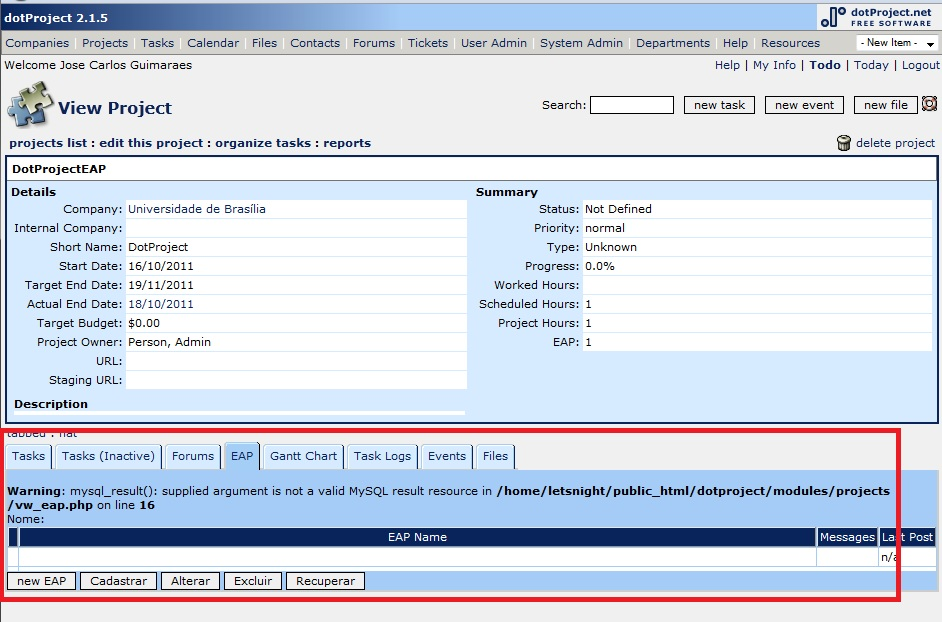 dotProject 2.1.5
dotProject.net
FREE SOFTWARE
Companies | Projects | Tasks | Calendar | Files | Contacts | Forums | Tickets | User Admin | System Admin | Departments | Help | Resources
- New Item -
Welcome Jose Carlos Guimaraes
Help | My Info | Todo | Today | Logout
View Project
Search:
new task
new event
new file
projects list : edit this project : organize tasks : reports
delete project
DotProjectEAP
Details
Company: Universidade de Brasília
Internal Company:
Short Name: DotProject
Start Date: 16/10/2011
Target End Date: 19/11/2011
Actual End Date: 18/10/2011
Target Budget: $0.00
Project Owner: Person, Admin
URL:
Staging URL:
Description
Summary
Status: Not Defined
Priority: normal
Type: Unknown
Progress: 0.0%
Worked Hours:
Scheduled Hours: 1
Project Hours: 1
EAP: 1
tabbed : flat
Tasks
Tasks (Inactive)
Forums
EAP
Gantt Chart
Task Logs
Events
Files
Warning: mysql_result(): supplied argument is not a valid MySQL result resource in /home/letsnight/public_html/dotproject/modules/projects
/vw_eap.php on line 16
Nome:
EAP Name
Messages
Last Post
n/a
new EAP
Cadastrar
Alterar
Excluir
Recuperar